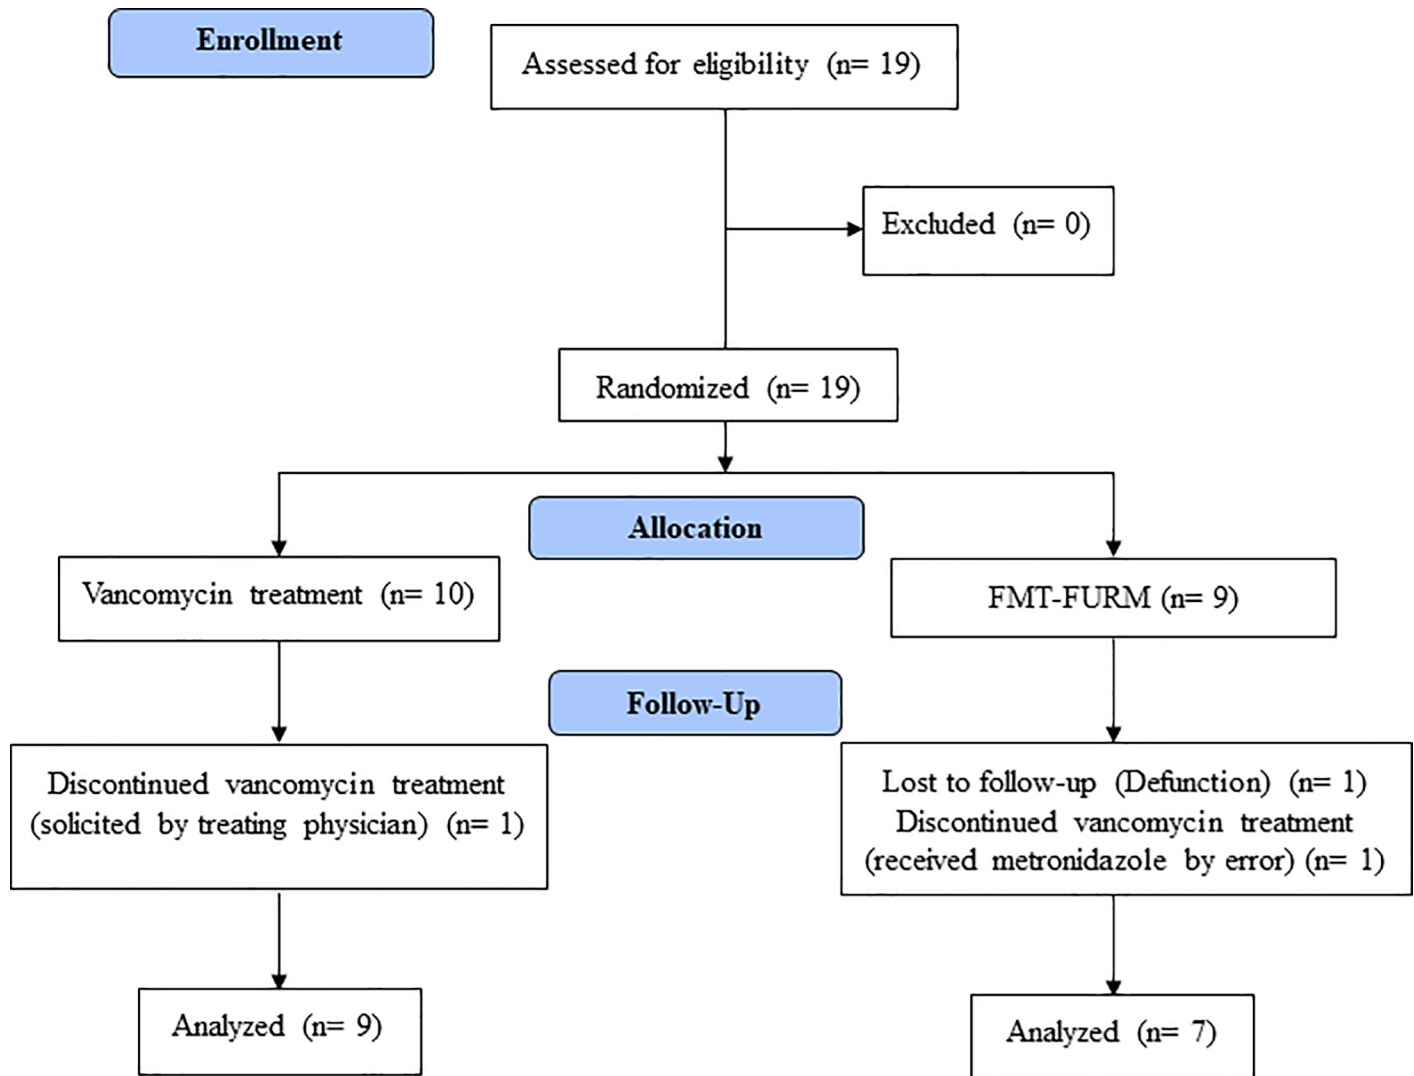 Enrollment
Assessed for eligibility (n= 19)
Excluded (n= 0)
Randomized (n= 19)
Allocation
Vancomycin treatment (n= 10)
FMT-FURM (n= 9)
Follow-Up
Discontinued vancomycin treatment
(solicited by treating physician) (n= 1)
Lost to follow-up (Defunction) (n= 1)
Discontinued vancomycin treatment
(received metronidazole by error) (n= 1)
Analyzed (n= 9)
Analyzed (n= 7)